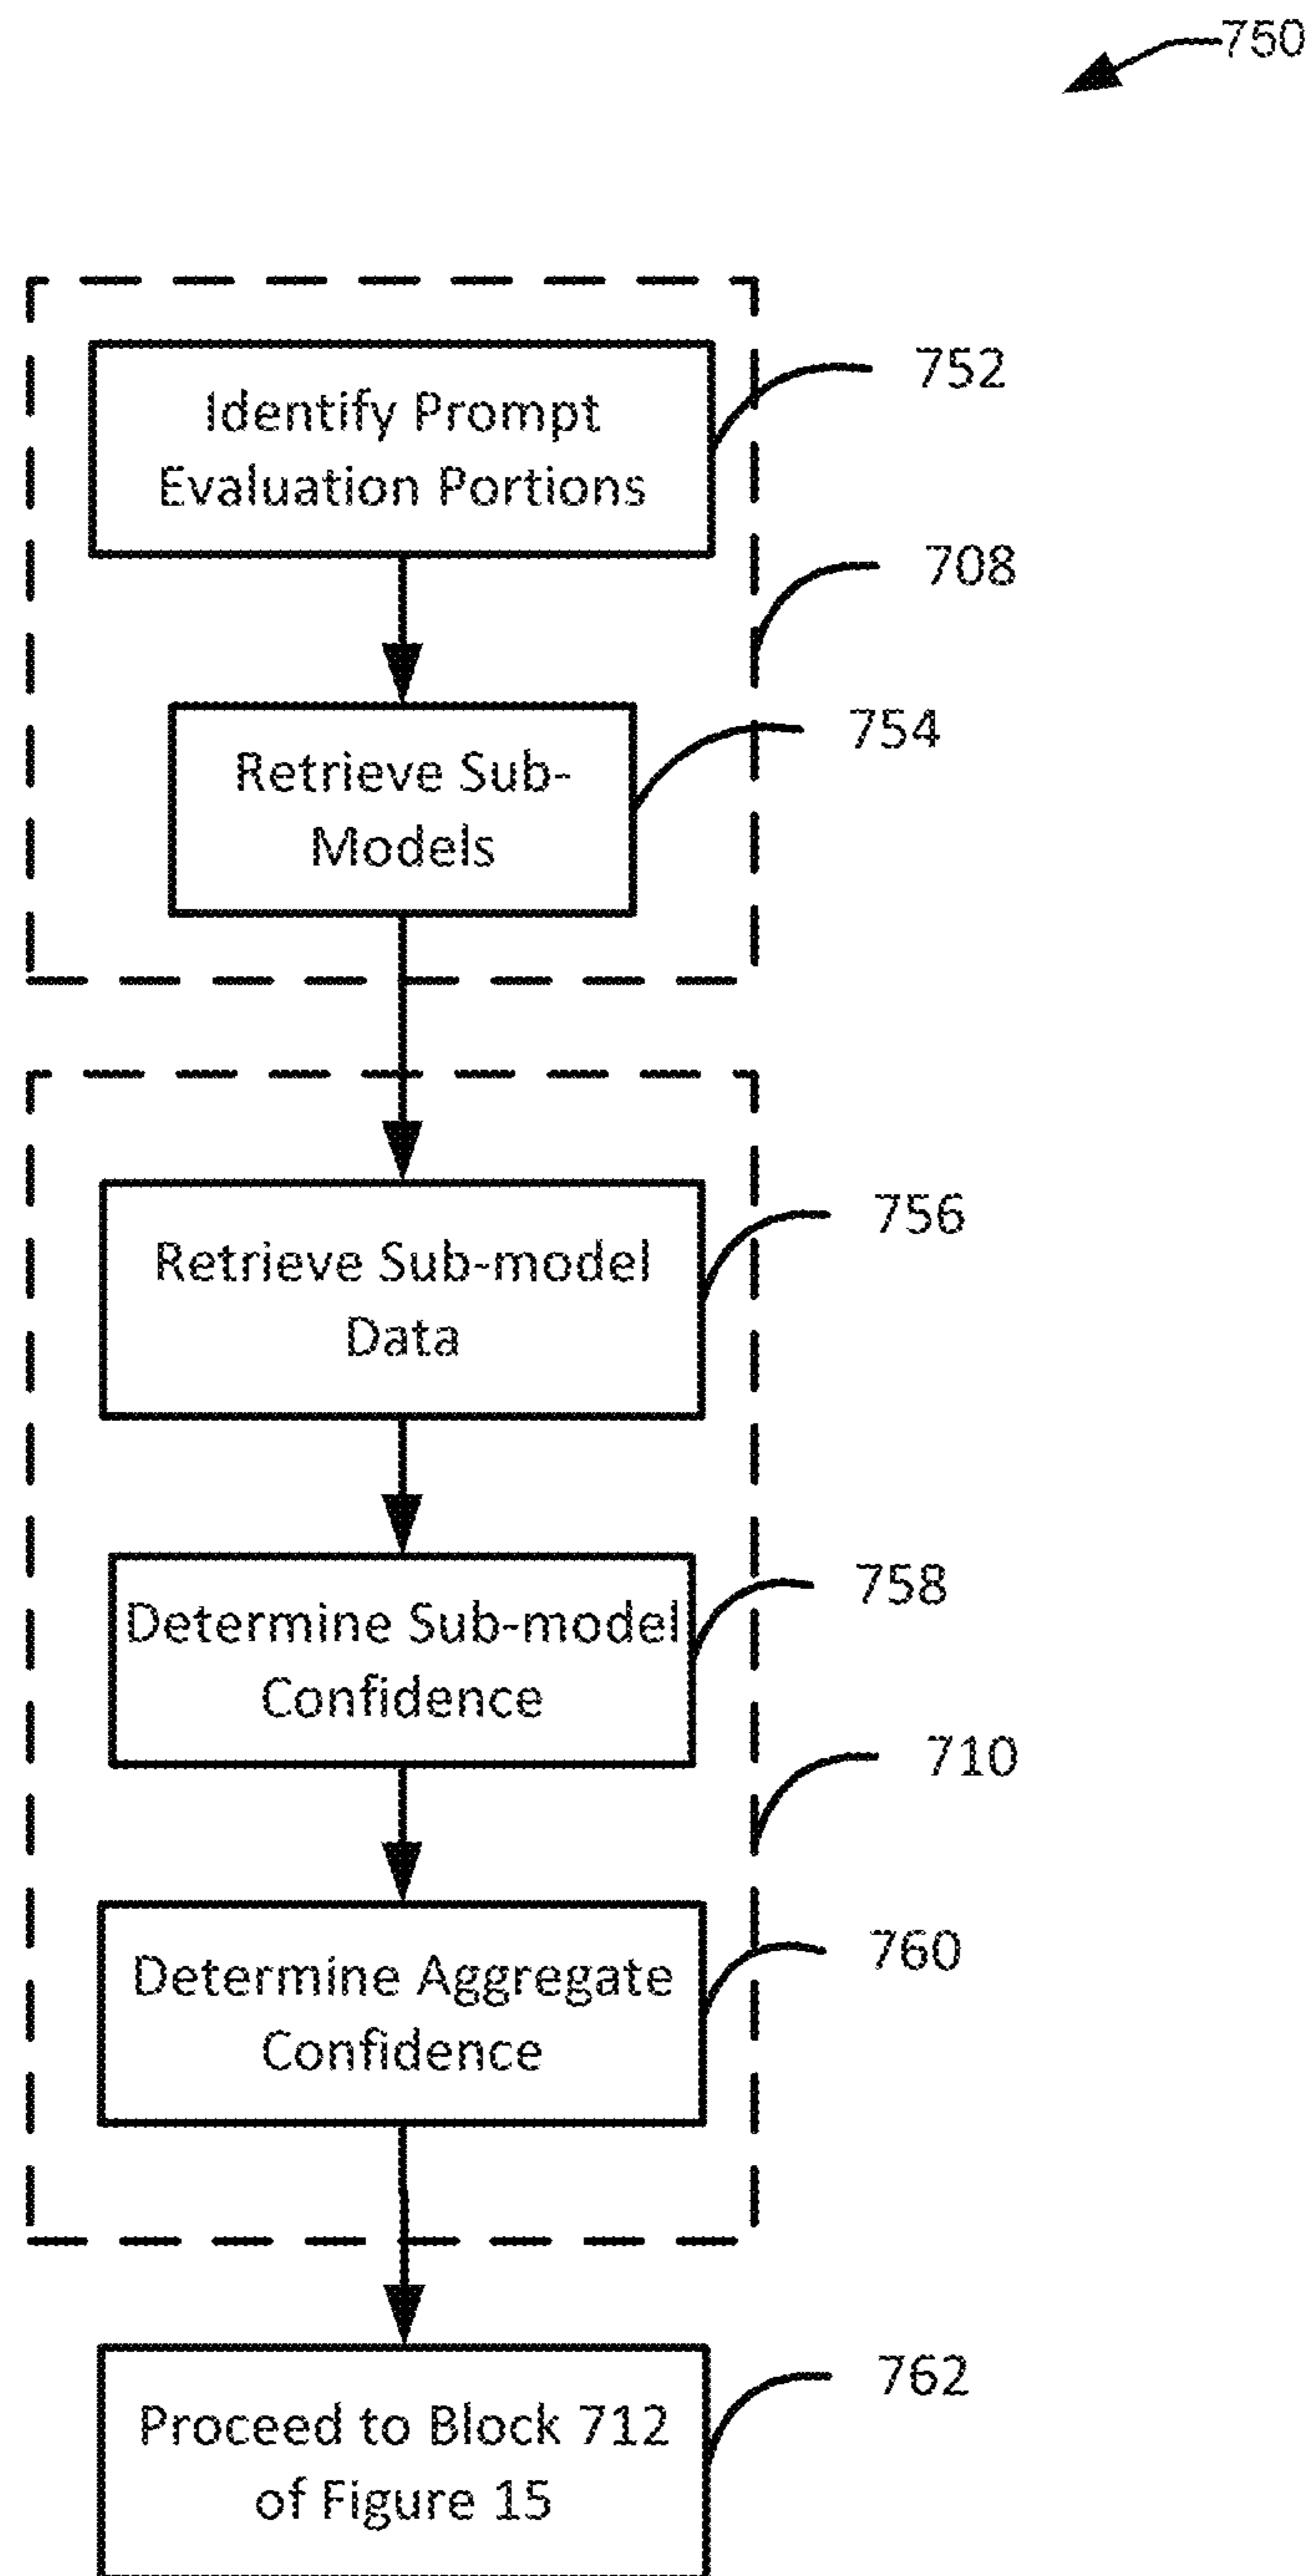 750
Identify Prompt
Evaluation Portions
752
708
Retrieve Sub-
Models
754
Retrieve Sub-model
Data
756
Determine Sub-model
Confidence
758
710
Determine Aggregate
Confidence
760
Proceed to Block 712
of Figure 15
762